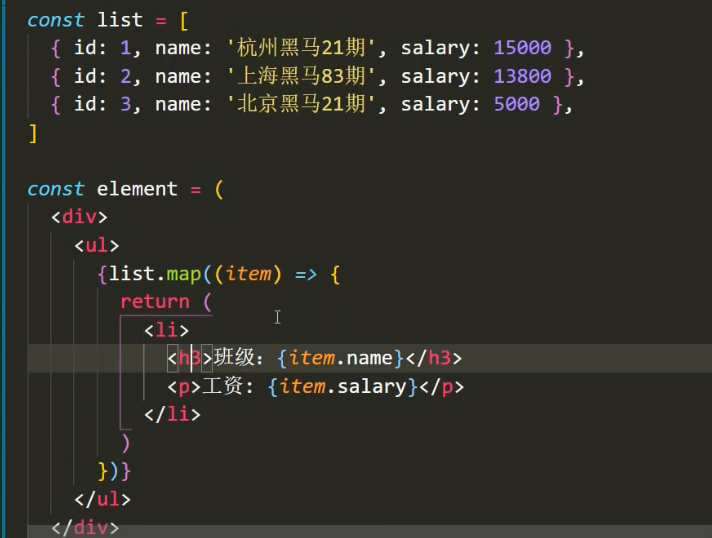 const list = [
  { id: 1, name: '杭州黑马21期', salary: 15000 },
  { id: 2, name: '上海黑马83期', salary: 13800 },
  { id: 3, name: '北京黑马21期', salary: 5000 },
]
const element = (
  <div>
    <ul>
      {list.map((item) => {
        return (
          <li>
            <h3>班级：{item.name}</h3>
            <p>工资: {item.salary}</p>
          </li>
        )
      })}
    </ul>
  </div>